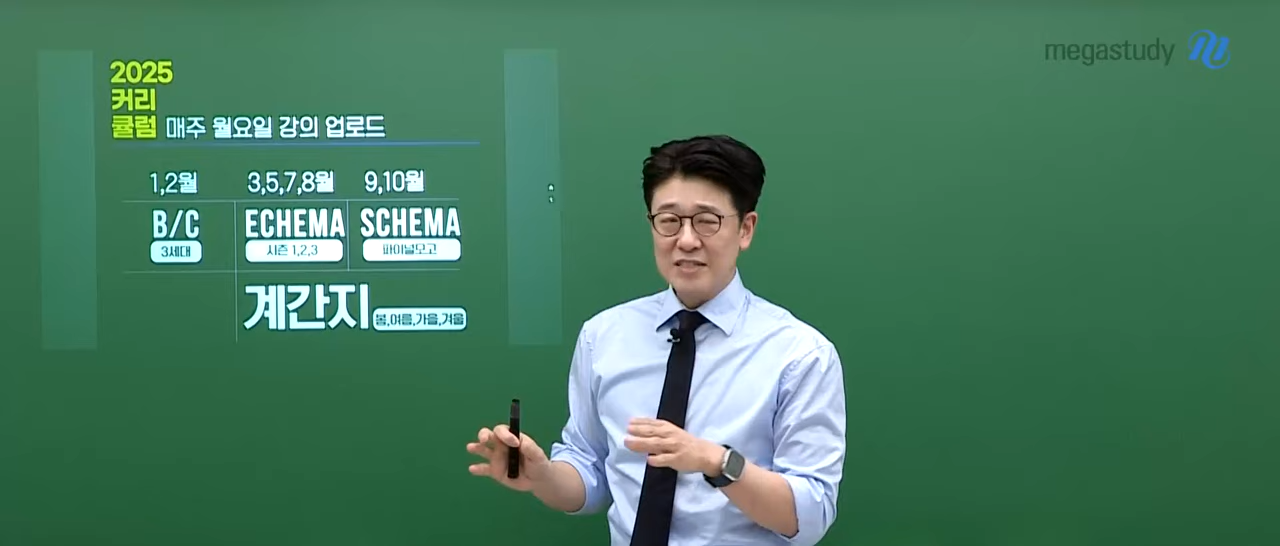 megastudy
2025
커리
큘럼 매주 월요일 강의 업로드
1,2월 3,5,7,8월 9,10월
B/C ECHEMA SCHEMA
3세대 시즌 1,2,3 파이널모고
계간지 봄,여름,가을,겨울